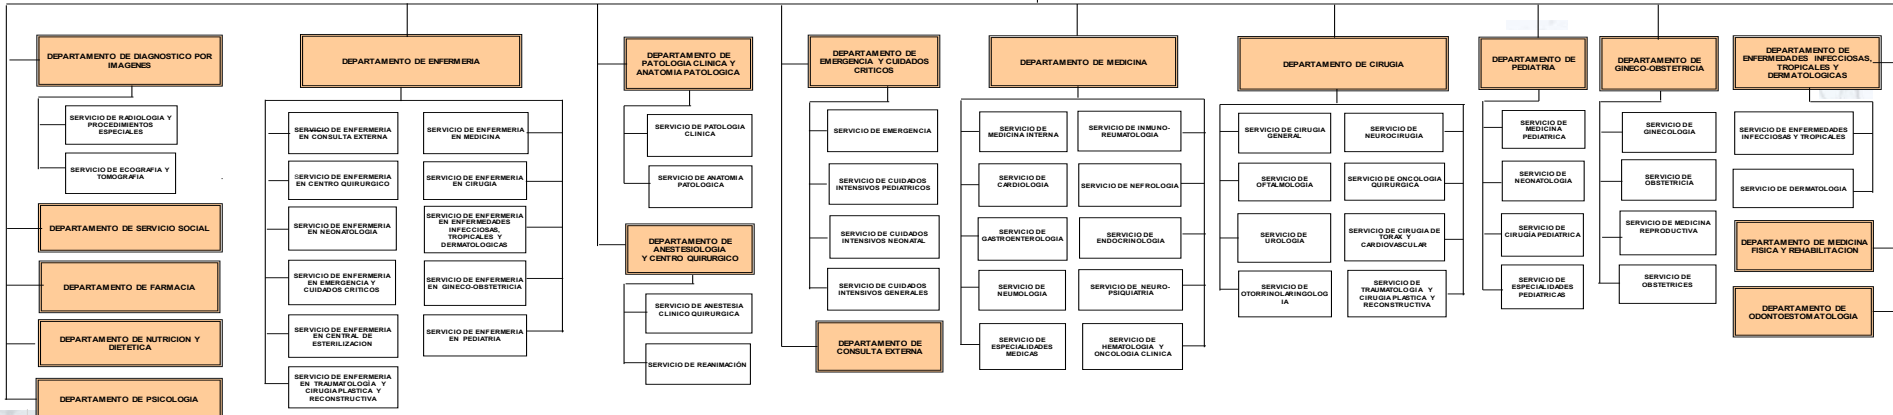 DEPARTAMENTO DE DIAGNOSTICO POR
IMAGENES
SERVICIO DE RADIOLOGIA Y
PROCEDIMIENTOS
ESPECIALES
SERVICIO DE ECOGRAFIA Y
TOMOGRAFIA
DEPARTAMENTO DE SERVICIO SOCIAL
DEPARTAMENTO DE FARMACIA
DEPARTAMENTO DE NUTRICION Y
DIETETICA
DEPARTAMENTO DE PSICOLOGIA
DEPARTAMENTO DE ENFERMERIA
SERVICIO DE ENFERMERIA
EN CONSULTA EXTERNA
SERVICIO DE ENFERMERIA
EN CENTRO QUIRURGICO
SERVICIO DE ENFERMERIA
EN NEONATOLOGIA
SERVICIO DE ENFERMERIA
EN EMERGENCIA Y
CUIDADOS CRITICOS
SERVICIO DE ENFERMERIA
EN CENTRAL DE
ESTERILIZACION
SERVICIO DE ENFERMERIA
EN TRAUMATOLOGÍA Y
CIRUGIA PLASTICA Y
RECONSTRUCTIVA
SERVICIO DE ENFERMERIA
EN MEDICINA
SERVICIO DE ENFERMERIA
EN CIRUGIA
SERVICIO DE ENFERMERIA
EN ENFERMEDADES
INFECCIOSAS,
TROPICALES Y
DERMATOLOGICAS
SERVICIO DE ENFERMERIA
EN GINECO-OBSTETRICIA
SERVICIO DE ENFERMERIA
EN PEDIATRIA
DEPARTAMENTO DE
PATOLOGIA CLINICA Y
ANATOMIA PATOLOGICA
SERVICIO DE PATOLOGIA
CLINICA
SERVICIO DE ANATOMIA
PATOLOGICA
DEPARTAMENTO DE
ANESTESIOLOGIA
Y CENTRO QUIRURGICO
SERVICIO DE ANESTESIA
CLINICO QUIRURGICA
SERVICIO DE REANIMACIÓN
DEPARTAMENTO DE
EMERGENCIA Y CUIDADOS
CRITICOS
SERVICIO DE EMERGENCIA
SERVICIO DE CUIDADOS
INTENSIVOS PEDIATRICOS
SERVICIO DE CUIDADOS
INTENSIVOS NEONATAL
SERVICIO DE CUIDADOS
INTENSIVOS GENERALES
DEPARTAMENTO DE
CONSULTA EXTERNA
DEPARTAMENTO DE MEDICINA
SERVICIO DE
MEDICINA INTERNA
SERVICIO DE
CARDIOLOGIA
SERVICIO DE
GASTROENTEROLOGIA
SERVICIO DE
NEUMOLOGIA
SERVICIO DE
ESPECIALIDADES
MEDICAS
SERVICIO DE INMUNO-
REUMATOLOGIA
SERVICIO DE NEFROLOGIA
SERVICIO DE
ENDOCRINOLOGIA
SERVICIO DE NEURO-
PSIQUIATRIA
SERVICIO DE
HEMATOLOGIA Y
ONCOLOGIA CLINICA
DEPARTAMENTO DE CIRUGIA
SERVICIO DE CIRUGIA
GENERAL
SERVICIO DE
OFTALMOLOGIA
SERVICIO DE
UROLOGIA
SERVICIO DE
OTORRINOLARINGOLOG
IA
SERVICIO DE
NEUROCIRUGIA
SERVICIO DE ONCOLOGIA
QUIRURGICA
SERVICIO DE CIRUGIA DE
TORAX Y
CARDIOVASCULAR
SERVICIO DE
TRAUMATOLOGIA Y
CIRUGIA PLASTICA Y
RECONSTRUCTIVA
DEPARTAMENTO DE
PEDIATRIA
SERVICIO DE
MEDICINA
PEDIATRICA
SERVICIO DE
NEONATOLOGIA
SERVICIO DE
CIRUGÍA PEDIATRICA
SERVICIO DE
ESPECIALIDADES
PEDIATRICAS
DEPARTAMENTO DE
GINECO-OBSTETRICIA
SERVICIO DE
GINECOLOGIA
SERVICIO DE
OBSTETRICIA
SERVICIO DE MEDICINA
REPRODUCTIVA
SERVICIO DE
OBSTETRICES
DEPARTAMENTO DE
ENFERMEDADES INFECCIOSAS,
TROPICALES Y
DERMATOLOGICAS
SERVICIO DE ENFERMEDADES
INFECCIOSAS Y TROPICALES
SERVICIO DE DERMATOLOGIA
DEPARTAMENTO DE MEDICINA
FISICA Y REHABILITACION
DEPARTAMENTO DE
ODONTOESTOMATOLOGIA